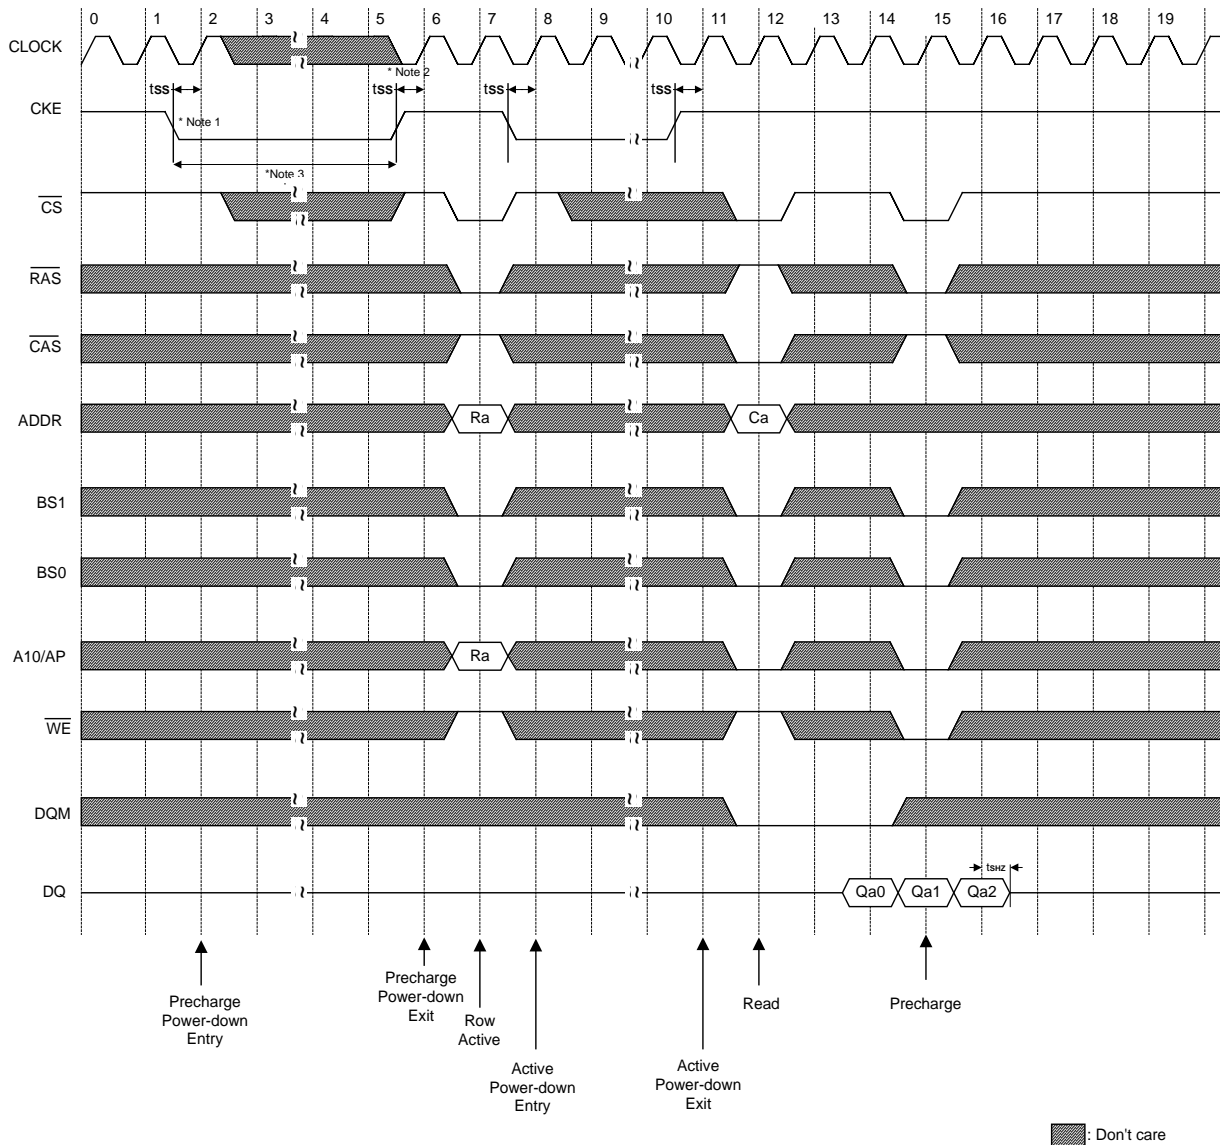 0 1 2 3 4 5 6 7 8 9 10 11 12 13 14 15 16 17 18 19
CLOCK
* Note 2
tss tss tss tss
CKE
* Note 1
*Note 3
CS
RAS
CAS
ADDR Ra Ca
BS1
BS0
A10/AP Ra
WE
DQM
tSHZ
DQ Qa0 Qa1 Qa2
Precharge
Power-down
Entry
Precharge
Power-down
Exit
Row
Active
Active
Power-down
Entry
Active
Power-down
Exit
Read
Precharge
: Don't care